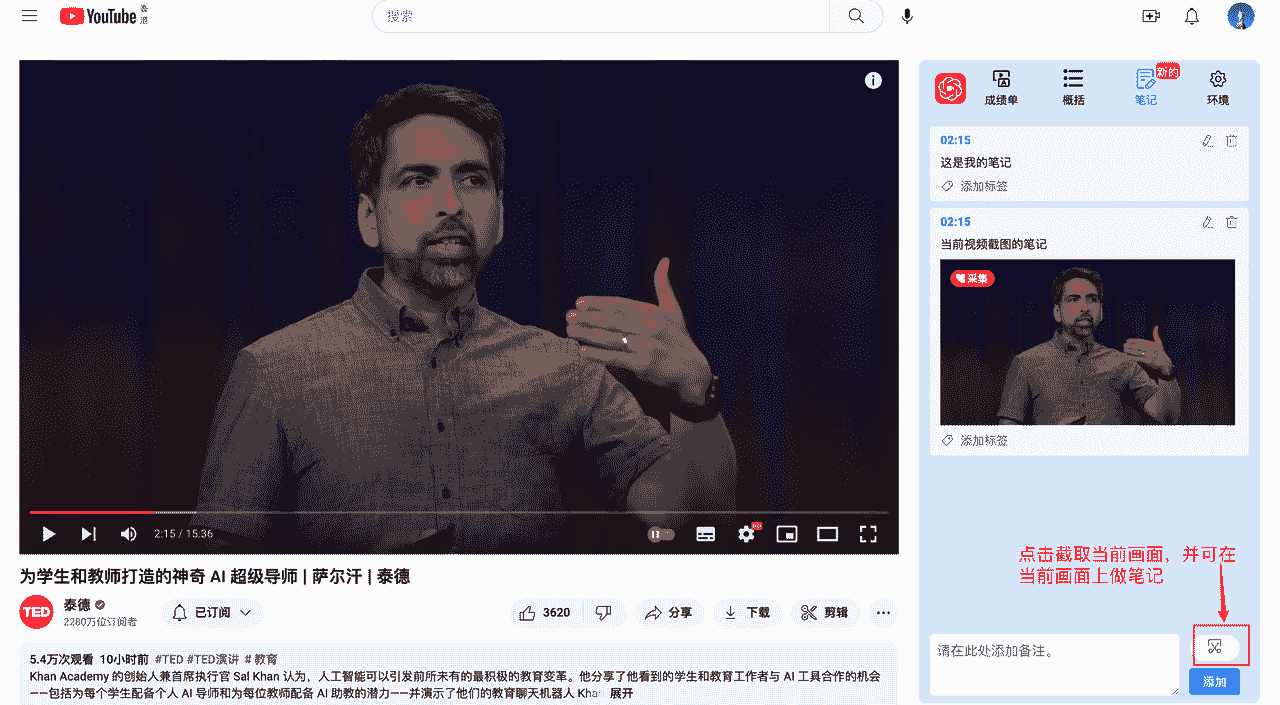 YouTube 香港
搜索
2:15 / 15:36
HD
为学生和教师打造的神奇 AI 超级导师 | 萨尔汗 | 泰德
TED
泰德
2280万位订阅者
已订阅
3620
分享
下载
剪辑
5.4万次观看 10小时前 #TED #TED演讲 # 教育
Khan Academy 的创始人兼首席执行官 Sal Khan 认为，人工智能可以引发前所未有的最积极的教育变革。他分享了他看到的学生和教育工作者与 AI 工具合作的机会
——包括为每个学生配备个人 AI 导师和为每位教师配备 AI 助教的潜力——并演示了他们的教育聊天机器人 Khan 展开
成绩单
概括
笔记
新的
环境
02:15
这是我的笔记
添加标签
02:15
当前视频截图的笔记
采集
添加标签
点击截取当前画面，并可在
当前画面上做笔记
请在此处添加备注。
添加